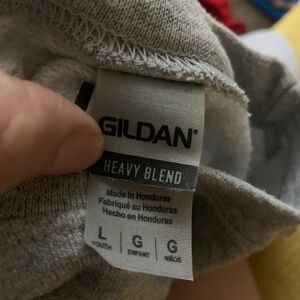 GILDAN®
HEAVY BLEND
Made in Honduras
Fabriqué au Honduras
Hecho en Honduras
L G G
YOUTH ENFANT NIÑOS